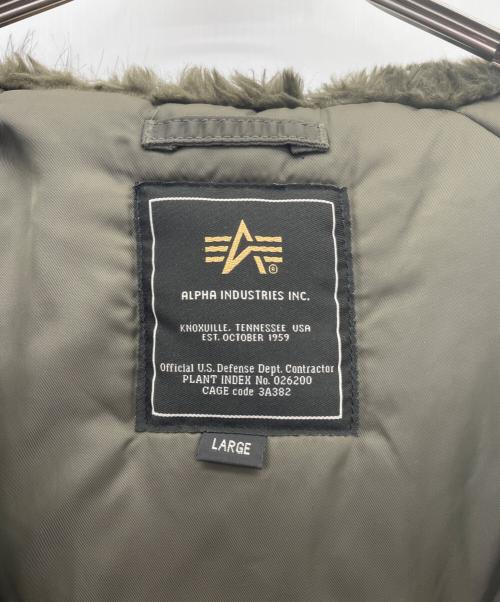 ALPHA INDUSTRIES INC.
KNOXVILLE, TENNESSEE USA
EST. OCTOBER 1959
Official U.S. Defense Dept. Contractor
PLANT INDEX No. 026200
CAGE code 3A382
LARGE